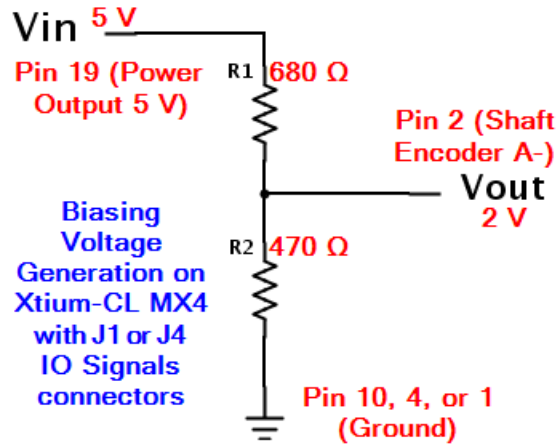 Vin 5 V
Pin 19 (Power
Output 5 V)
R1 680 Ω
Pin 2 (Shaft
Encoder A-)
Vout
2 V
Biasing
Voltage
Generation on
Xtium-CL MX4
with J1 or J4
IO Signals
connectors
R2 470 Ω
Pin 10, 4, or 1
(Ground)